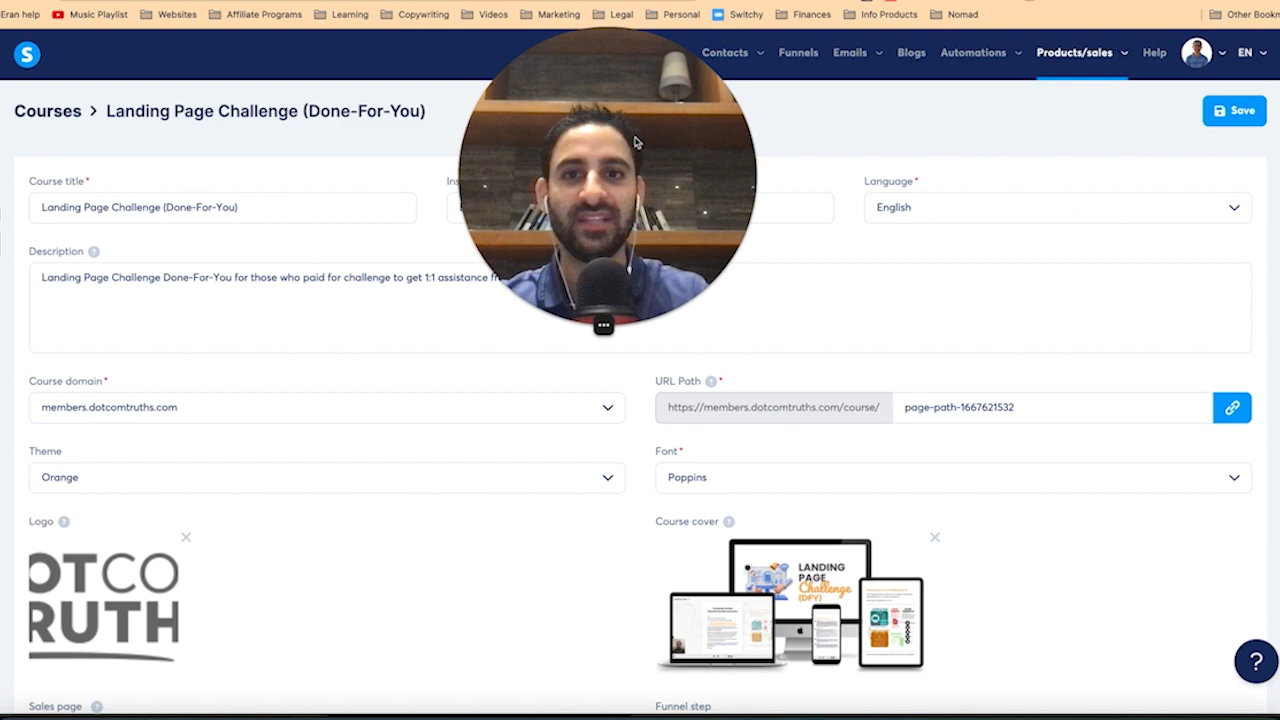 Eran help Music Playlist Websites Affiliate Programs Learning Copywriting Videos Marketing Legal Personal Switchy Finances Info Products Nomad Other Bookm
S Contacts Funnels Emails Blogs Automations Products/sales Help EN
Courses > Landing Page Challenge (Done-For-You)
Save
Course title* Ins Language*
Landing Page Challenge (Done-For-You) English
Description ?
Landing Page Challenge Done-For-You for those who paid for challenge to get 1:1 assistance fr
Course domain* URL Path ? *
members.dotcomtruths.com https://members.dotcomtruths.com/course/ page-path-1667621532
Theme Font*
Orange Poppins
Logo ? Course cover ?
OTCO
RUTH
LANDING
PAGE
Challenge
(DFY)
?
Sales page ? Funnel step